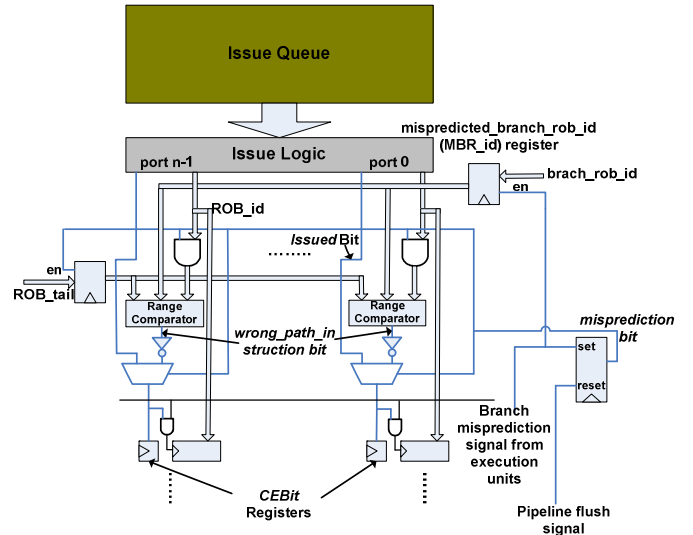 Issue Queue
mispredicted_branch_rob_id
(MBR_id) register
Issue Logic
port n-1
port 0
brach_rob_id
en
ROB_id
Issued Bit
en
ROB_tail
Range
Comparator
Range
Comparator
wrong_path_in
struction bit
misprediction
bit
set
reset
Branch
misprediction
signal from
execution
units
CEBit
Registers
Pipeline flush
signal